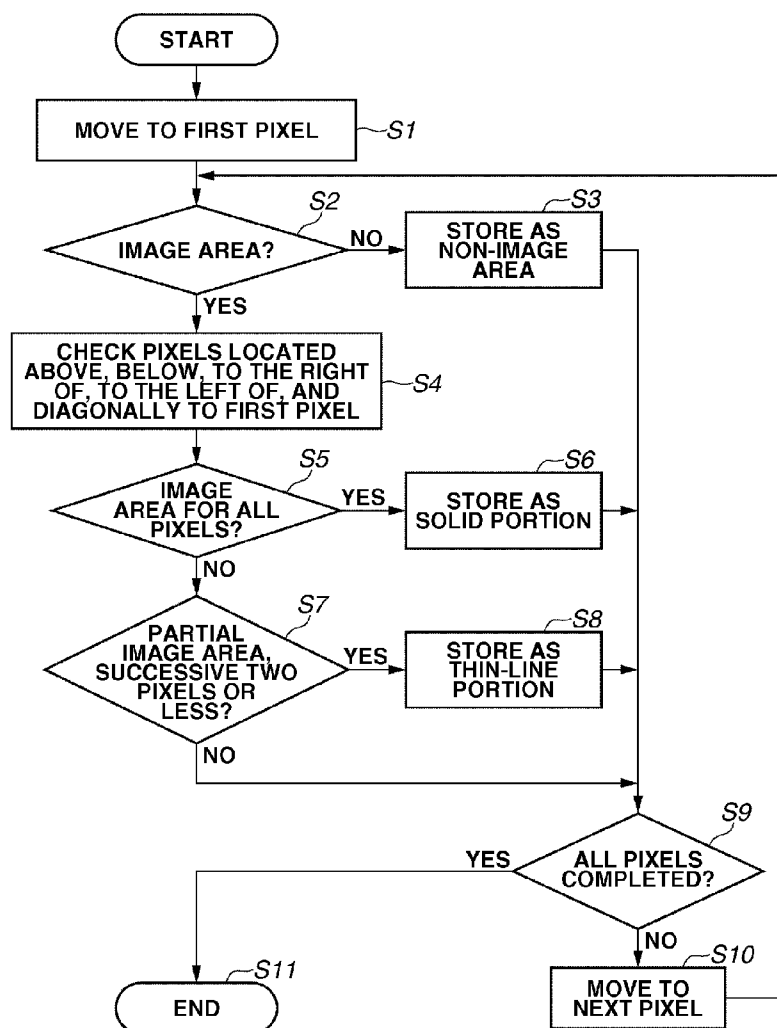 START
MOVE TO FIRST PIXEL
S1
S2
IMAGE AREA?
NO
S3
STORE AS
NON-IMAGE
AREA
YES
CHECK PIXELS LOCATED
ABOVE, BELOW, TO THE RIGHT
OF, TO THE LEFT OF, AND
DIAGONALLY TO FIRST PIXEL
S4
S5
IMAGE
AREA FOR ALL
PIXELS?
YES
S6
STORE AS
SOLID PORTION
NO
S7
PARTIAL
IMAGE AREA,
SUCCESSIVE TWO
PIXELS OR
LESS?
YES
S8
STORE AS
THIN-LINE
PORTION
NO
S9
ALL PIXELS
COMPLETED?
YES
NO
S10
MOVE TO
NEXT PIXEL
S11
END